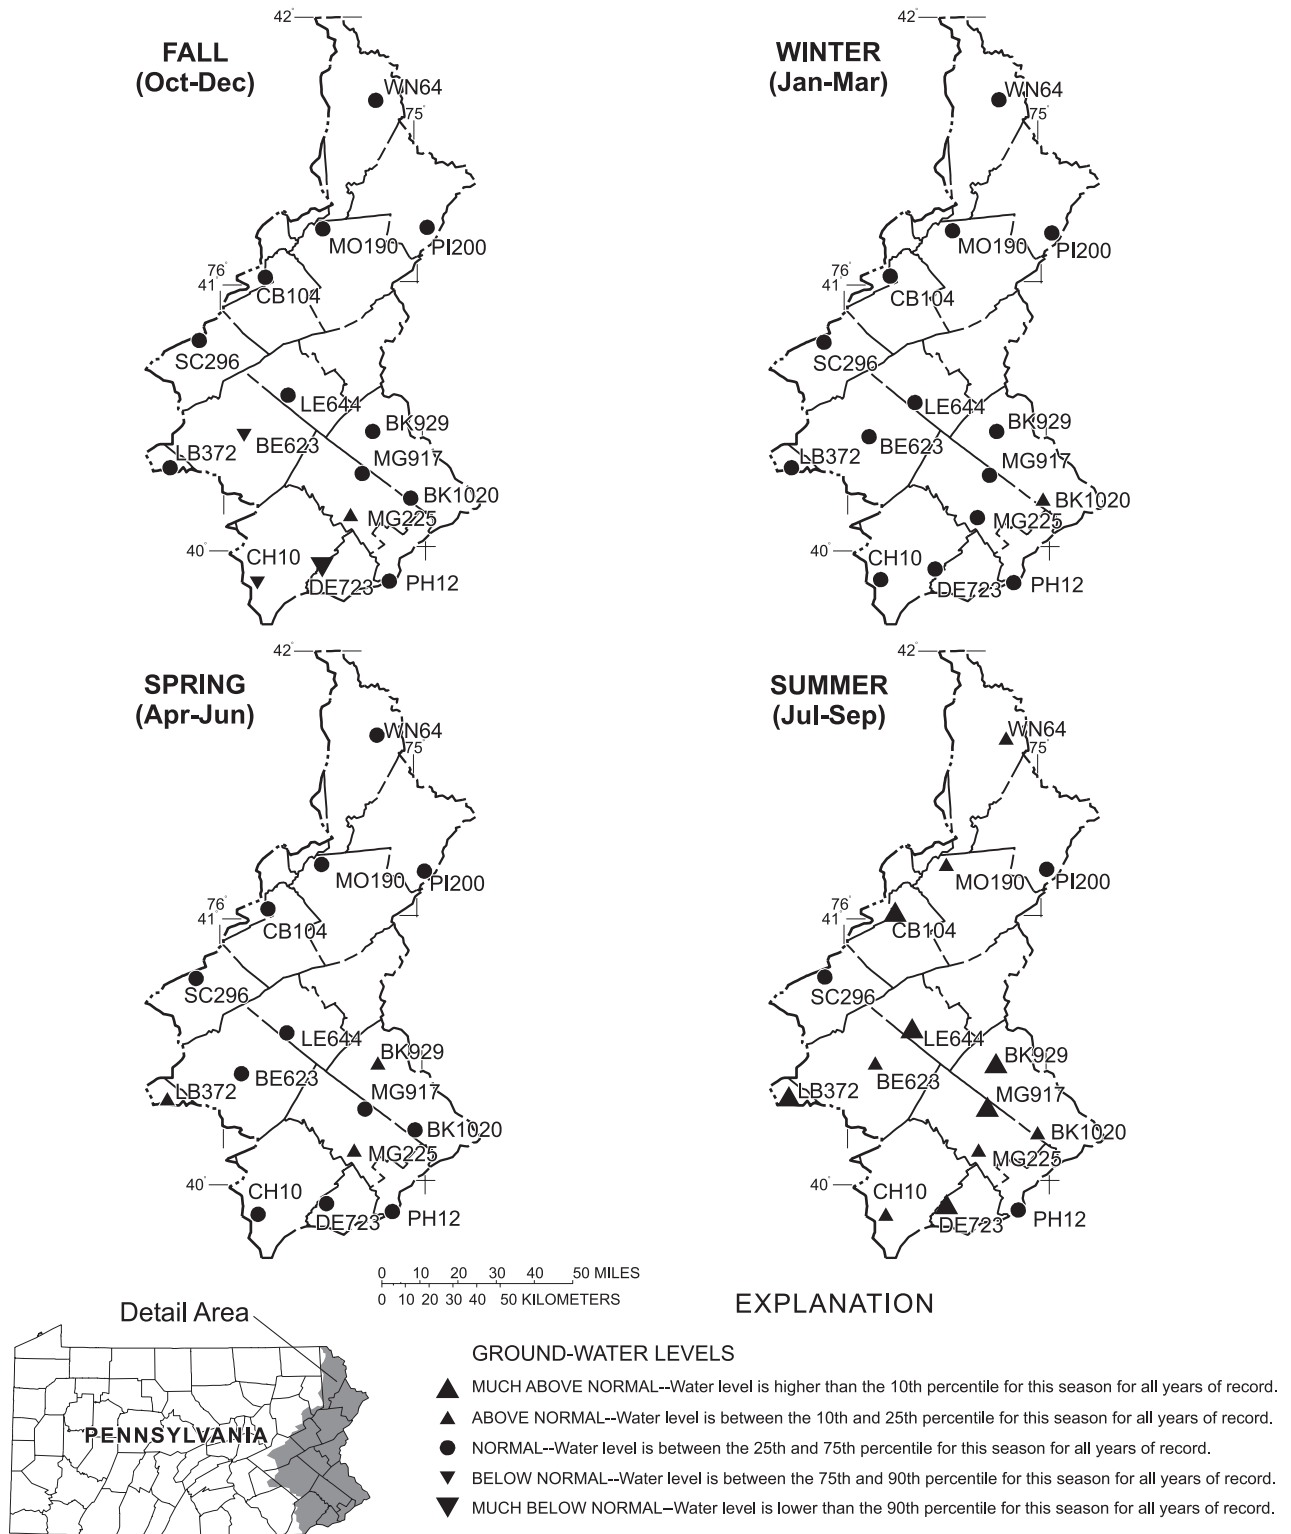 FALL
(Oct-Dec)
42°
WN64
75°
MO190
PI200
76°
41°
CB104
SC296
LE644
BK929
BE623
LB372
MG917
BK1020
MG225
40°
CH10
DE723
PH12
WINTER
(Jan-Mar)
42°
WN64
75°
MO190
PI200
76°
41°
CB104
SC296
LE644
BK929
BE623
LB372
MG917
BK1020
MG225
40°
CH10
DE723
PH12
SPRING
(Apr-Jun)
42°
WN64
75°
MO190
PI200
76°
41°
CB104
SC296
LE644
BK929
BE623
LB372
MG917
BK1020
MG225
40°
CH10
DE723
PH12
SUMMER
(Jul-Sep)
42°
WN64
75°
MO190
PI200
76°
41°
CB104
SC296
LE644
BK929
BE623
LB372
MG917
BK1020
MG225
40°
CH10
DE723
PH12
0 10 20 30 40 50 MILES
0 10 20 30 40 50 KILOMETERS
Detail Area
PENNSYLVANIA
EXPLANATION
GROUND-WATER LEVELS
MUCH ABOVE NORMAL--Water level is higher than the 10th percentile for this season for all years of record.
ABOVE NORMAL--Water level is between the 10th and 25th percentile for this season for all years of record.
NORMAL--Water level is between the 25th and 75th percentile for this season for all years of record.
BELOW NORMAL--Water level is between the 75th and 90th percentile for this season for all years of record.
MUCH BELOW NORMAL--Water level is lower than the 90th percentile for this season for all years of record.